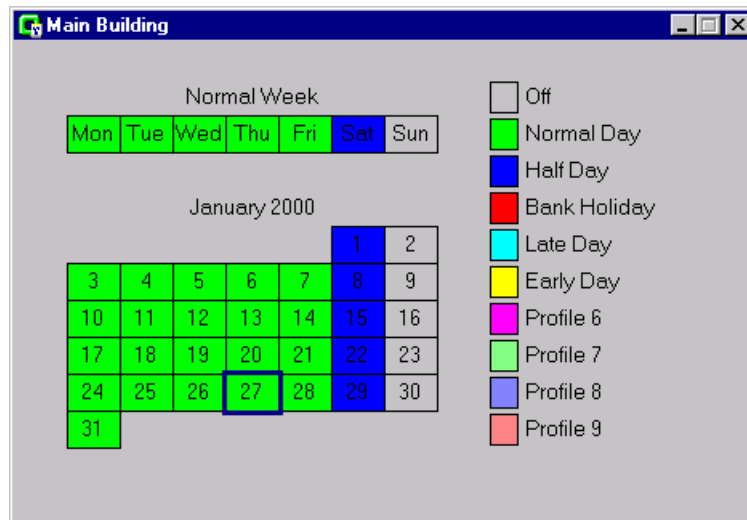 Main Building
Normal Week
Mon Tue Wed Thu Fri Sat Sun
January 2000
1 2
3 4 5 6 7 8 9
10 11 12 13 14 15 16
17 18 19 20 21 22 23
24 25 26 27 28 29 30
31
Off
Normal Day
Half Day
Bank Holiday
Late Day
Early Day
Profile 6
Profile 7
Profile 8
Profile 9